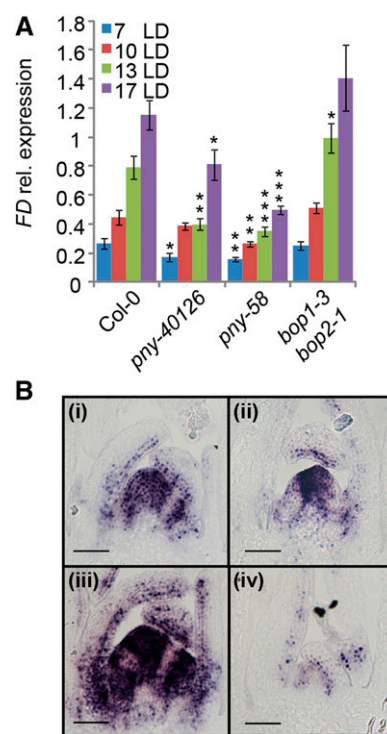 A
7 LD
10 LD
13 LD
17 LD
FD rel. expression
1.8
1.6
1.4
1.2
1
0.8
0.6
0.4
0.2
0
*
**
*
**
**
***
***
*
Col-0
pny-40126
pny-58
bop1-3
bop2-1
B
(i)
(ii)
(iii)
(iv)